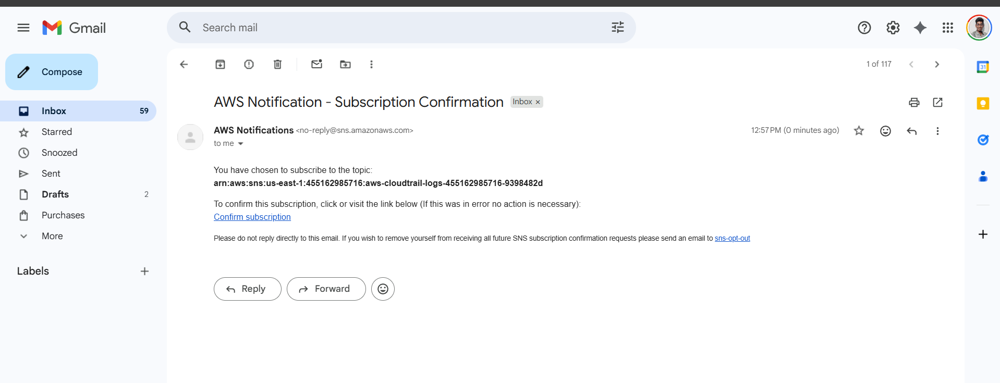 Gmail
Search mail
Compose
1 of 117
Inbox 59
Starred
Snoozed
Sent
Drafts 2
Purchases
More
Labels
AWS Notification - Subscription Confirmation Inbox ×
AWS Notifications <no-reply@sns.amazonaws.com> 12:57 PM (0 minutes ago)
to me
You have chosen to subscribe to the topic:
arn:aws:sns:us-east-1:455162985716:aws-cloudtrail-logs-455162985716-9398482d
To confirm this subscription, click or visit the link below (If this was in error no action is necessary):
Confirm subscription
Please do not reply directly to this email. If you wish to remove yourself from receiving all future SNS subscription confirmation requests please send an email to sns-opt-out
Reply Forward
31